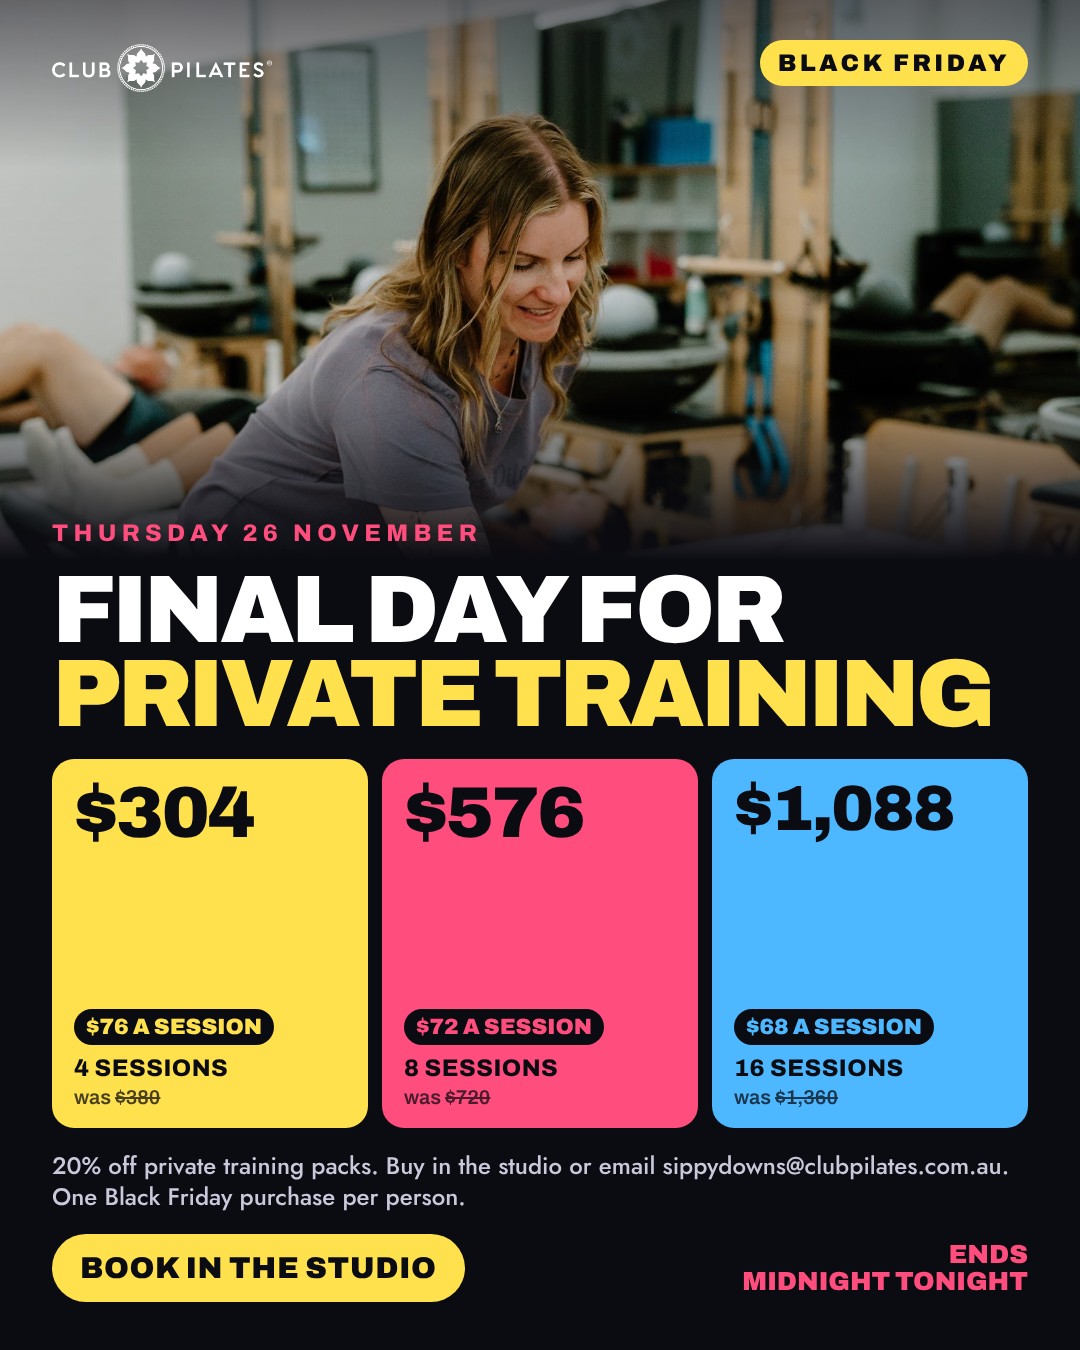 CLUB PILATES®
BLACK FRIDAY
THURSDAY 26 NOVEMBER
FINAL DAY FOR
PRIVATE TRAINING
$304
$76 A SESSION
4 SESSIONS
was $380
$576
$72 A SESSION
8 SESSIONS
was $720
$1,088
$68 A SESSION
16 SESSIONS
was $1,360
20% off private training packs. Buy in the studio or email sippydowns@clubpilates.com.au.
One Black Friday purchase per person.
BOOK IN THE STUDIO
ENDS
MIDNIGHT TONIGHT